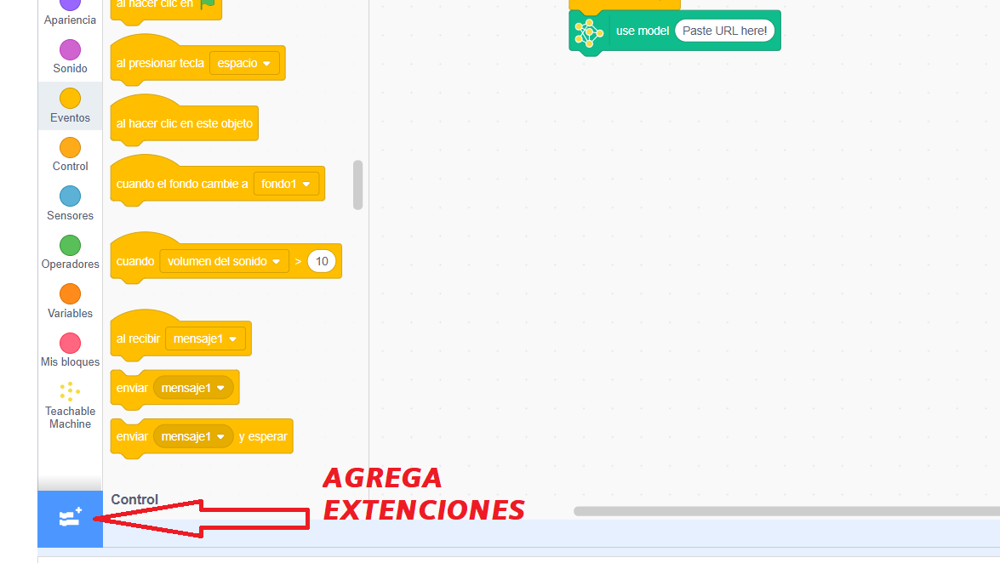 al hacer clic en
Apariencia
use model Paste URL here!
al presionar tecla espacio
Sonido
Eventos
al hacer clic en este objeto
Control
cuando el fondo cambie a fondo1
Sensores
cuando volumen del sonido > 10
Operadores
Variables
al recibir mensaje1
Mis bloques
enviar mensaje1
Teachable
Machine
enviar mensaje1 y esperar
Control
AGREGA
EXTENCIONES